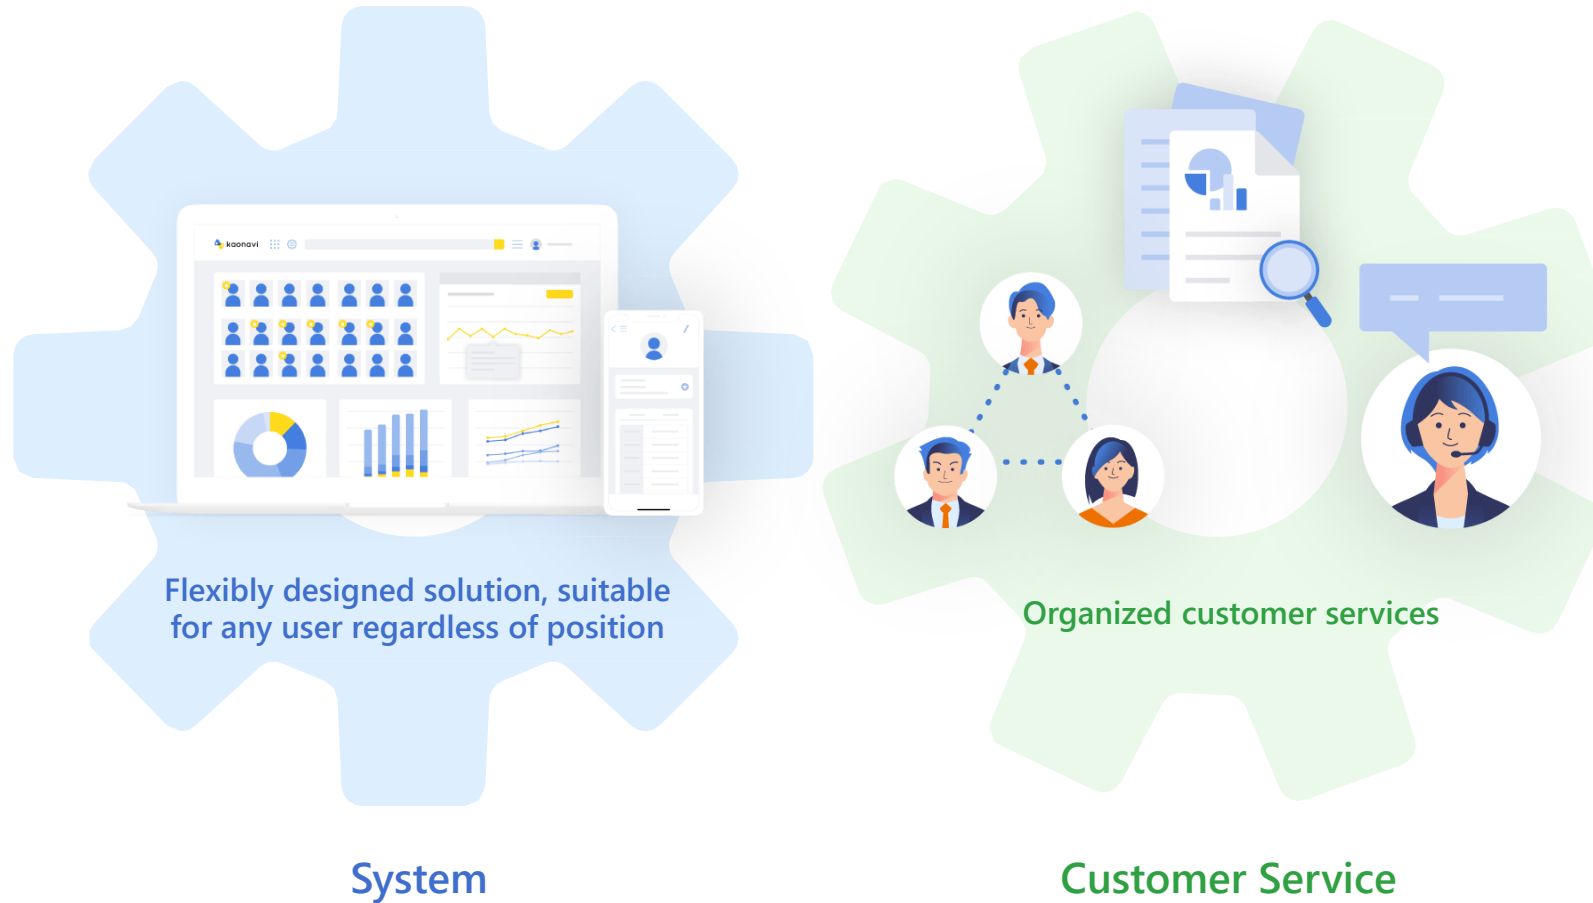 kaonavi
Flexibly designed solution, suitable
for any user regardless of position
Organized customer services
System
Customer Service